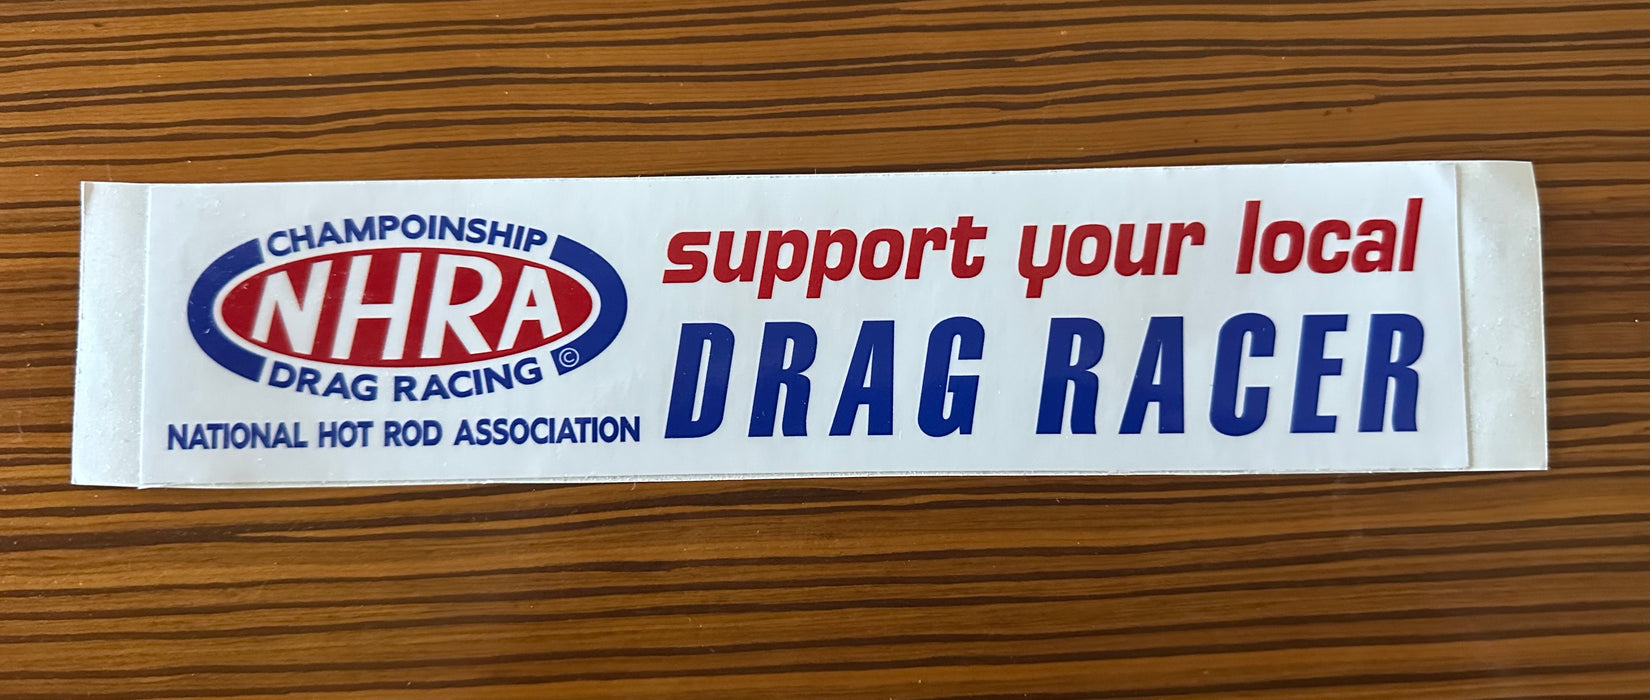 CHAMPOINSHIP
NHRA
DRAG RACING ©
NATIONAL HOT ROD ASSOCIATION
support your local
DRAG RACER